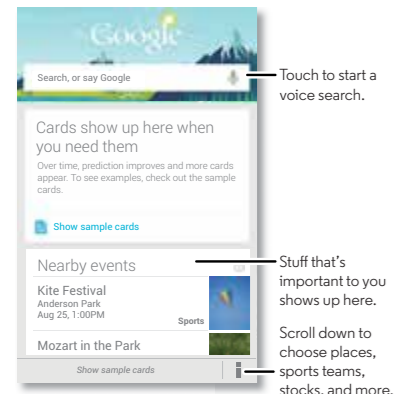 Google
Search, or say Google
Touch to start a
voice search.
Cards show up here when
you need them
Over time, prediction improves and more cards
appear. To see examples, check out the sample
cards.
Show sample cards
Nearby events
Kite Festival
Anderson Park
Aug 25, 1:00PM
Sports
Mozart in the Park
Show sample cards
Stuff that's
important to you
shows up here.
Scroll down to
choose places,
sports teams,
stocks, and more.